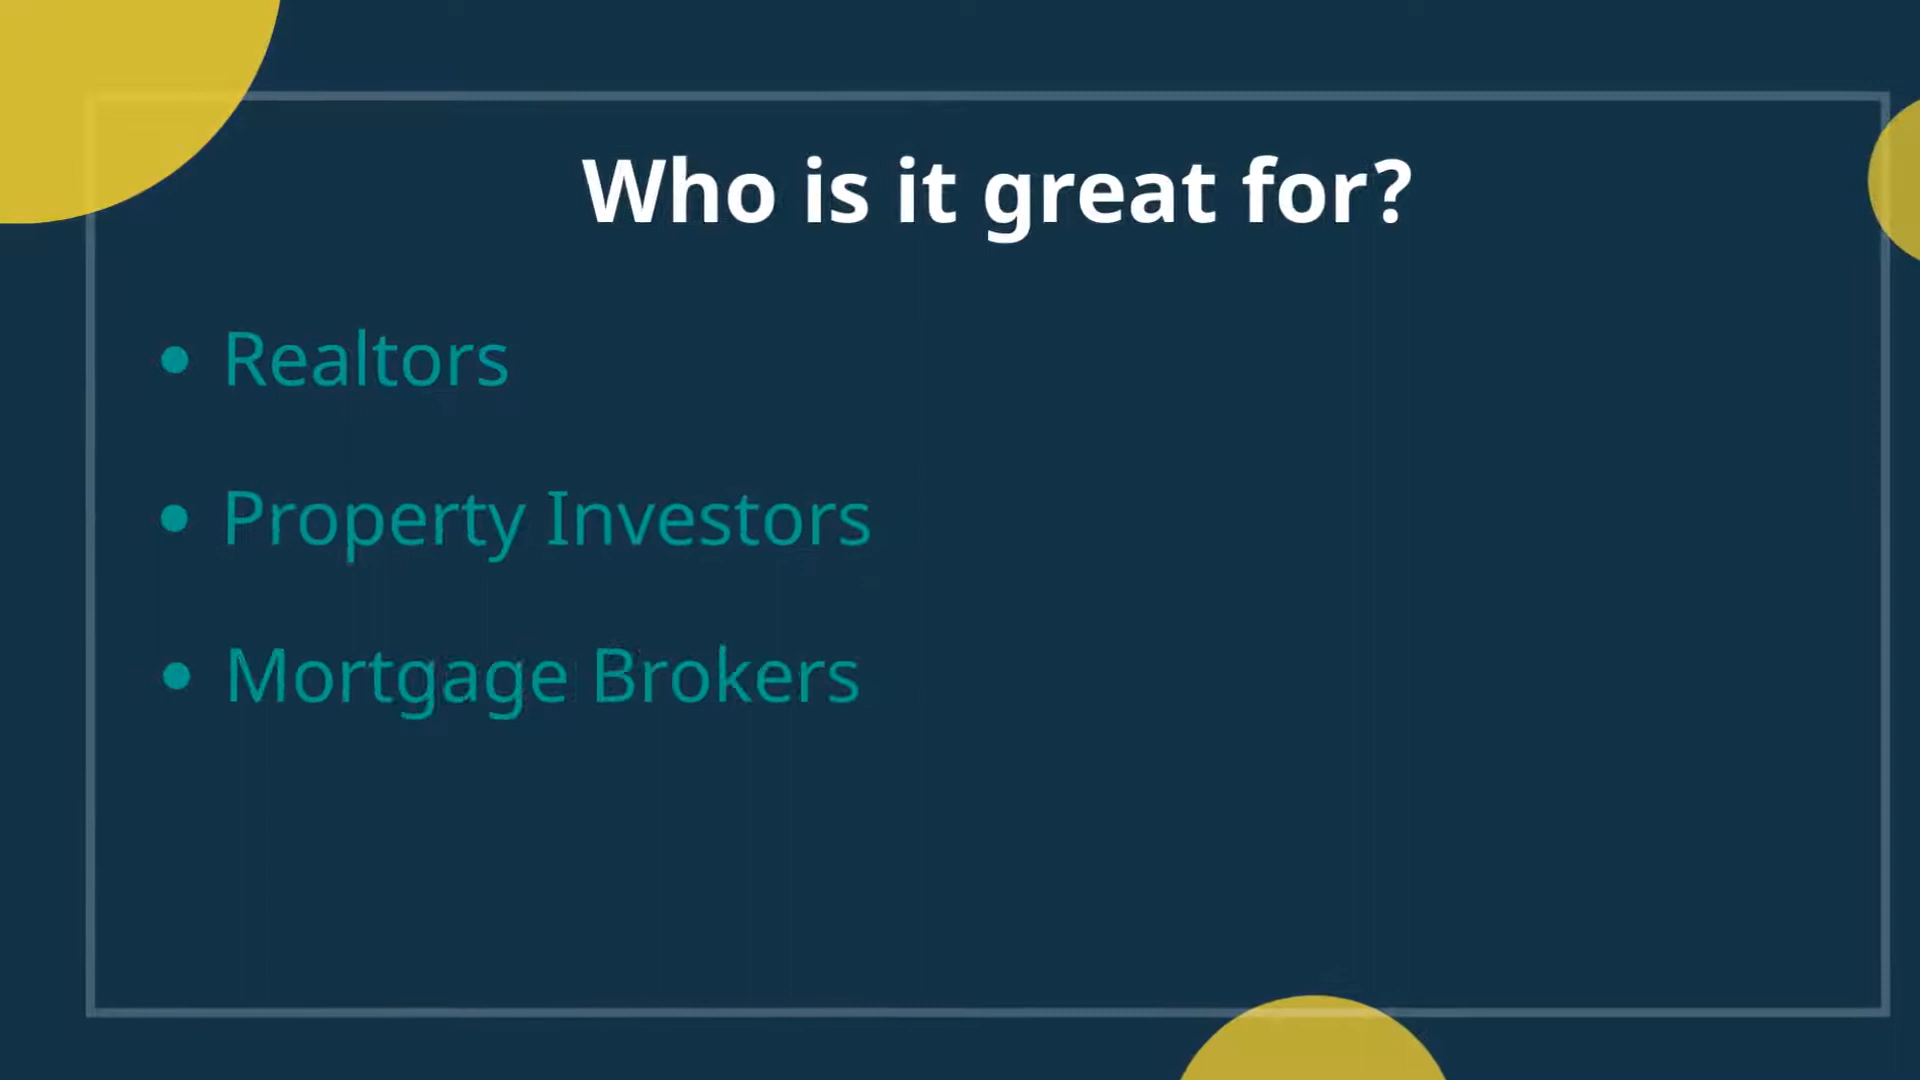 Who is it great for?
• Realtors
• Property Investors
• Mortgage Brokers